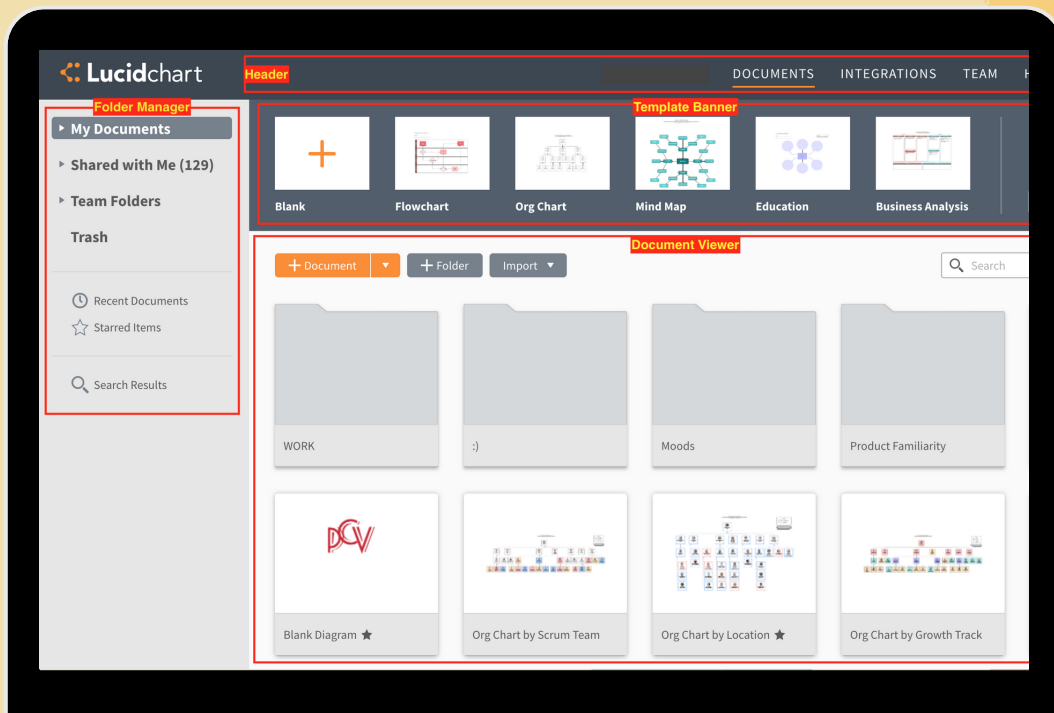 Lucidchart
Header
DOCUMENTS INTEGRATIONS TEAM H
Folder Manager
My Documents
Shared with Me (129)
Team Folders
Trash
Recent Documents
Starred Items
Search Results
Template Banner
Blank Flowchart Org Chart Mind Map Education Business Analysis
Document Viewer
+ Document + Folder Import Search
WORK :) Moods Product Familiarity
PCV
Blank Diagram ★ Org Chart by Scrum Team Org Chart by Location ★ Org Chart by Growth Track